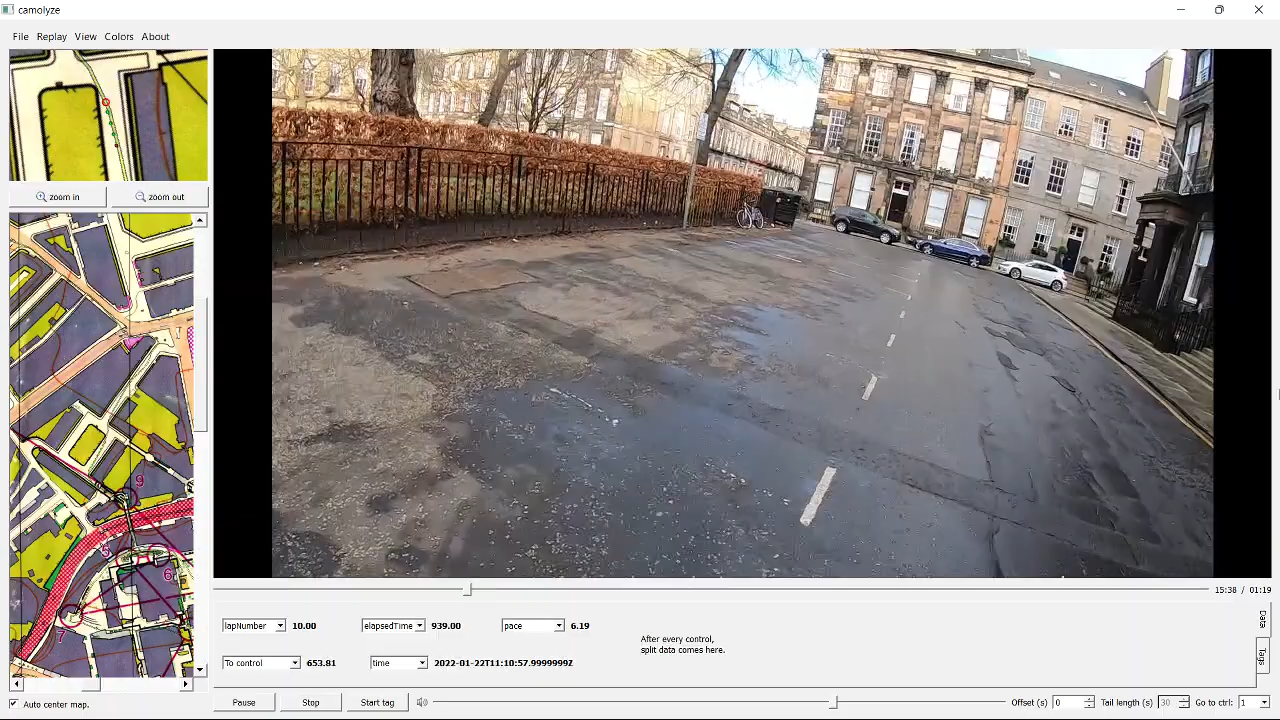 camolyze
File Replay View Colors About
zoom in zoom out
9
5
6
7
15:38 / 01:19
Data
Tags
lapNumber 10.00 elapsedTime 939.00 pace 6.19
After every control,
split data comes here.
To control 653.81 time 2022-01-22T11:10:57.9999999Z
Auto center map.
Pause Stop Start tag Offset (s) 0 Tail length (s) 30 Go to ctrl: 1